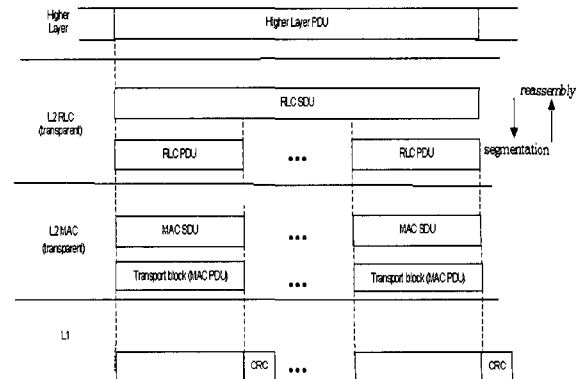 Higher
Layer
Higher Layer PDU
RLC SDU
reassembly
L2 RLC
(transparent)
RLC PDU
•••
RLC PDU
segmentation
MAC SDU
•••
MAC SDU
L2 MAC
(transparent)
Transport block (MAC PDU)
•••
Transport block (MAC PDU)
L1
CRC
•••
CRC